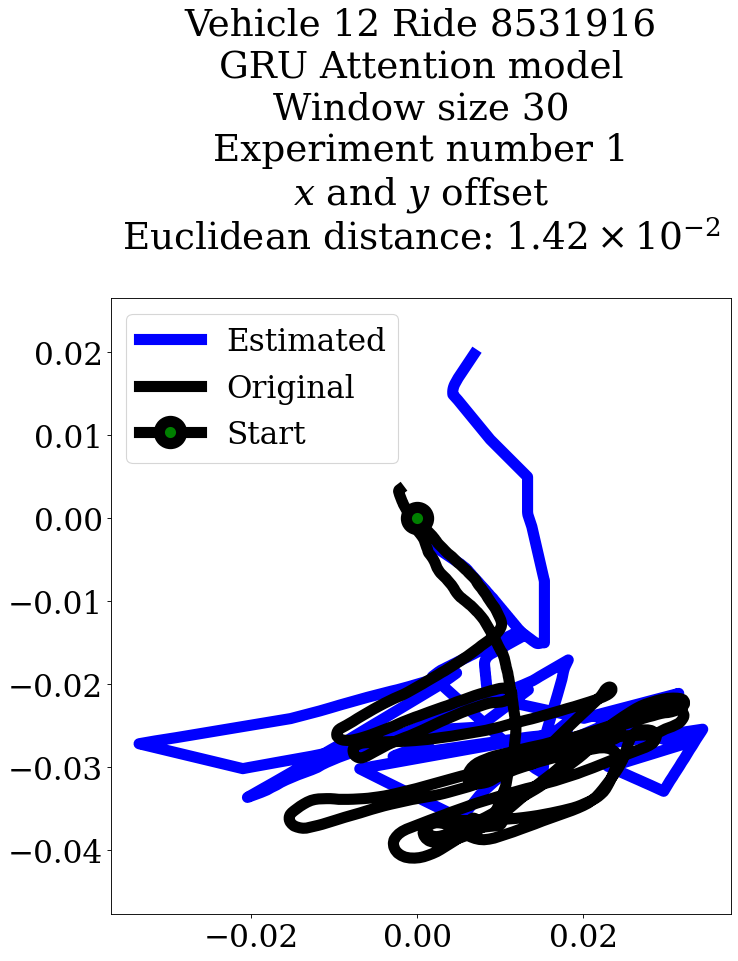 Vehicle 12 Ride 8531916
GRU Attention model
Window size 30
Experiment number 1
x and y offset
Euclidean distance: 1.42 × 10⁻²
Estimated
Original
Start
0.02
0.01
0.00
−0.01
−0.02
−0.03
−0.04
−0.02 0.00 0.02